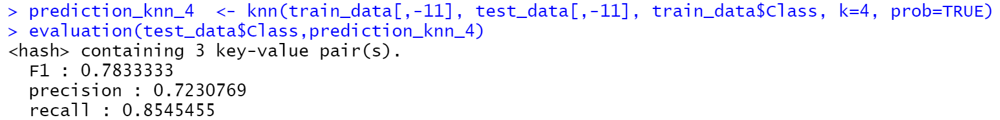 > prediction_knn_4  <- knn(train_data[,-11], test_data[,-11], train_data$Class, k=4, prob=TRUE)
> evaluation(test_data$Class,prediction_knn_4)
<hash> containing 3 key-value pair(s).
  F1 : 0.7833333
  precision : 0.7230769
  recall : 0.8545455